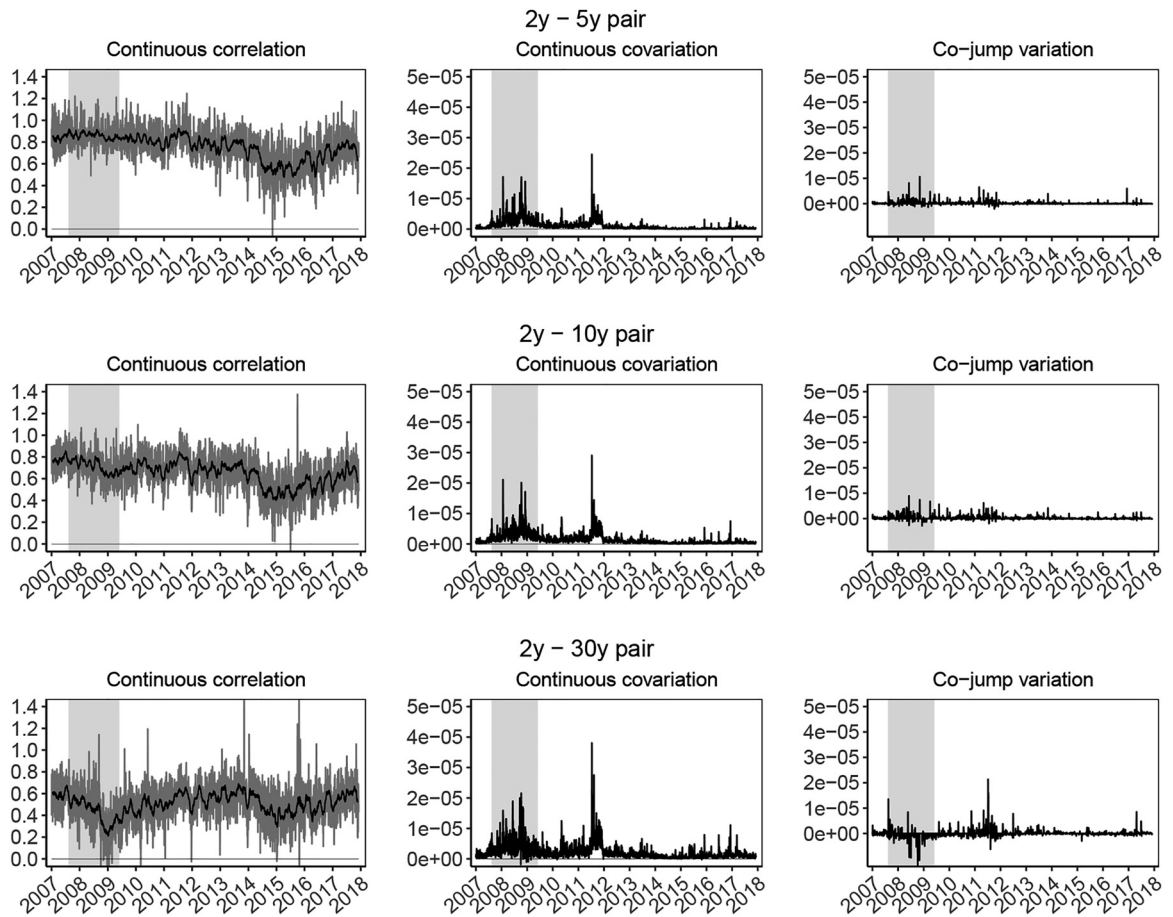 2y − 5y pair
Continuous correlation
Continuous covariation
Co−jump variation
1.4
1.2
1.0
0.8
0.6
0.4
0.2
0.0
5e−05
4e−05
3e−05
2e−05
1e−05
0e+00
5e−05
4e−05
3e−05
2e−05
1e−05
0e+00
2007 2008 2009 2010 2011 2012 2013 2014 2015 2016 2017 2018
2007 2008 2009 2010 2011 2012 2013 2014 2015 2016 2017 2018
2007 2008 2009 2010 2011 2012 2013 2014 2015 2016 2017 2018
2y − 10y pair
Continuous correlation
Continuous covariation
Co−jump variation
1.4
1.2
1.0
0.8
0.6
0.4
0.2
0.0
5e−05
4e−05
3e−05
2e−05
1e−05
0e+00
5e−05
4e−05
3e−05
2e−05
1e−05
0e+00
2007 2008 2009 2010 2011 2012 2013 2014 2015 2016 2017 2018
2007 2008 2009 2010 2011 2012 2013 2014 2015 2016 2017 2018
2007 2008 2009 2010 2011 2012 2013 2014 2015 2016 2017 2018
2y − 30y pair
Continuous correlation
Continuous covariation
Co−jump variation
1.4
1.2
1.0
0.8
0.6
0.4
0.2
0.0
5e−05
4e−05
3e−05
2e−05
1e−05
0e+00
5e−05
4e−05
3e−05
2e−05
1e−05
0e+00
2007 2008 2009 2010 2011 2012 2013 2014 2015 2016 2017 2018
2007 2008 2009 2010 2011 2012 2013 2014 2015 2016 2017 2018
2007 2008 2009 2010 2011 2012 2013 2014 2015 2016 2017 2018